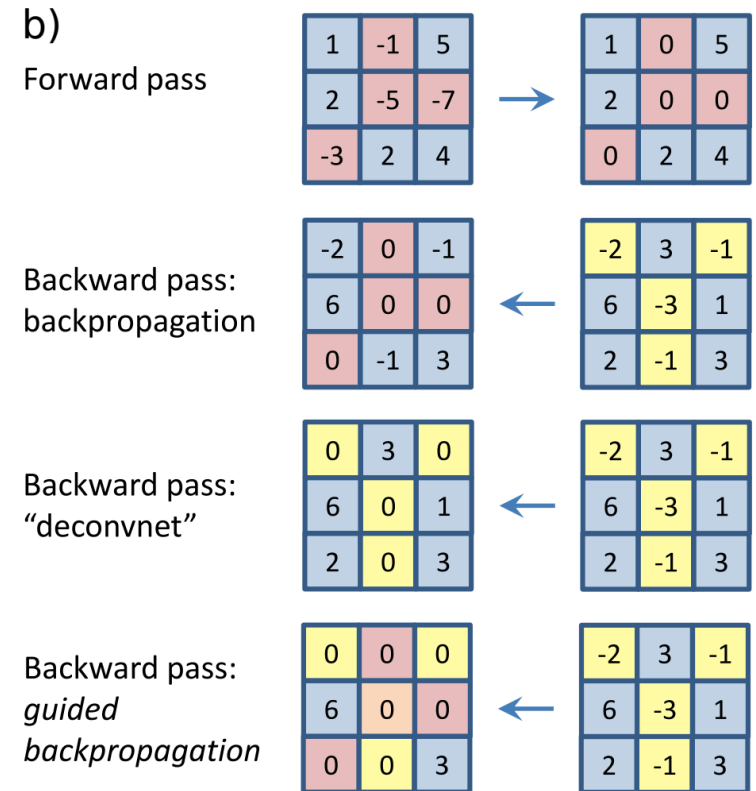 b)
Forward pass
1 -1 5 1 0 5
2 -5 -7 2 0 0
-3 2 4 0 2 4
Backward pass:
backpropagation
-2 0 -1 -2 3 -1
6 0 0 6 -3 1
0 -1 3 2 -1 3
Backward pass:
“deconvnet”
0 3 0 -2 3 -1
6 0 1 6 -3 1
2 0 3 2 -1 3
Backward pass:
guided
backpropagation
0 0 0 -2 3 -1
6 0 0 6 -3 1
0 0 3 2 -1 3